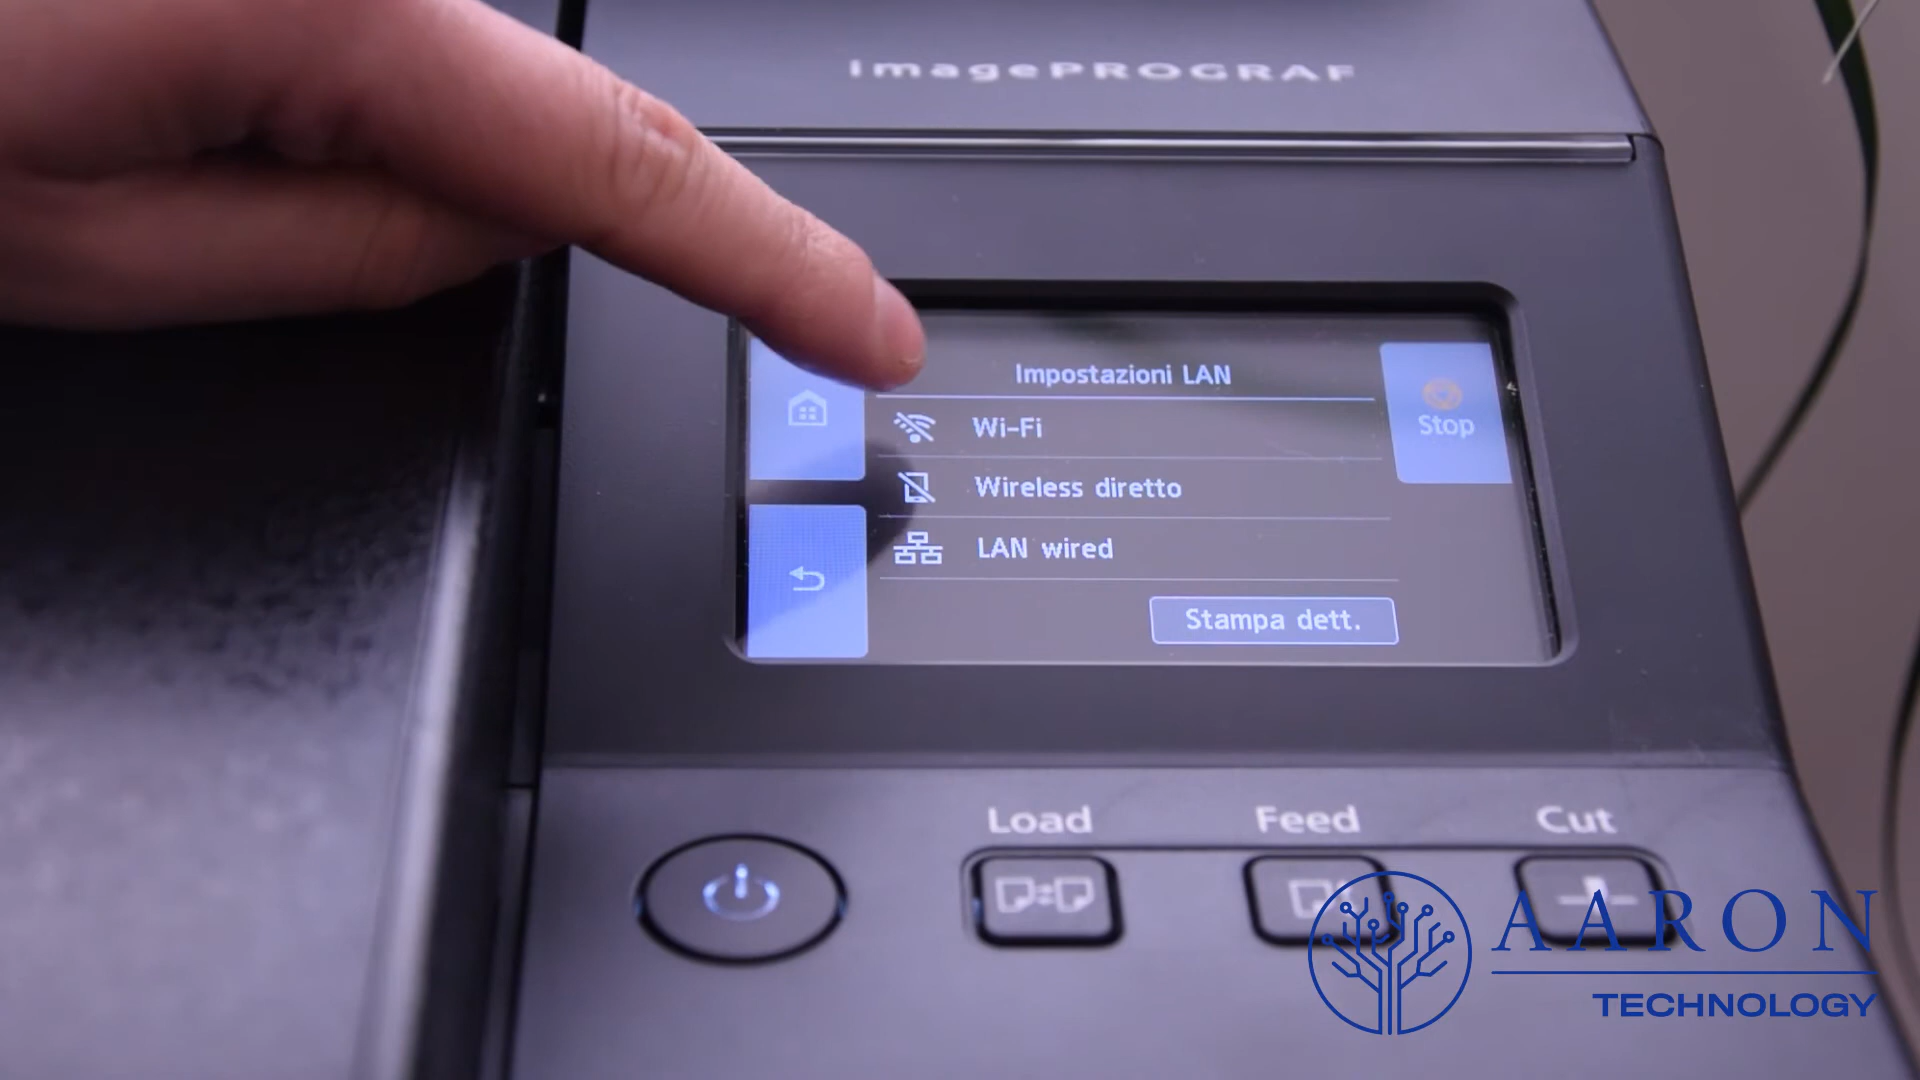 imagePROGRAF
Impostazioni LAN
Wi-Fi
Stop
Wireless diretto
LAN wired
Stampa dett.
Load
Feed
Cut
AARON
TECHNOLOGY